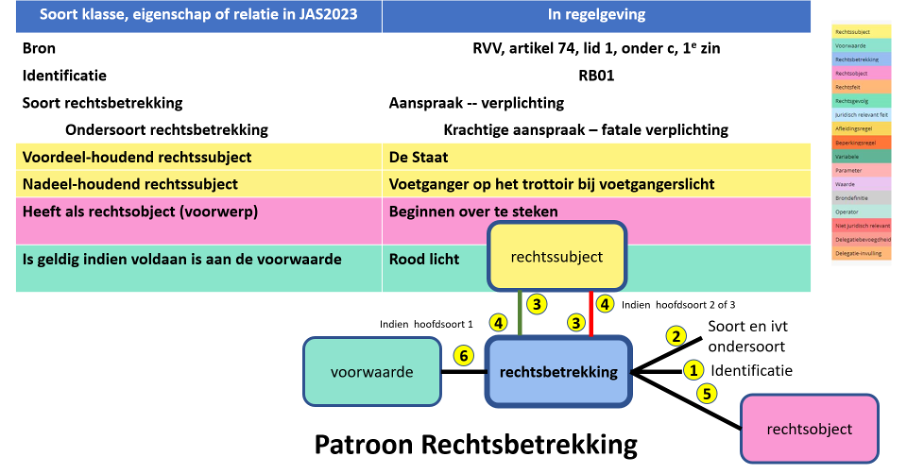 Soort klasse, eigenschap of relatie in JAS2023 In regelgeving
Bron RVV, artikel 74, lid 1, onder c, 1e zin
Identificatie RB01
Soort rechtsbetrekking Aanspraak -- verplichting
Ondersoort rechtsbetrekking Krachtige aanspraak – fatale verplichting
Voordeel-houdend rechtssubject De Staat
Nadeel-houdend rechtssubject Voetganger op het trottoir bij voetgangerslicht
Heeft als rechtsobject (voorwerp) Beginnen over te steken
Is geldig indien voldaan is aan de voorwaarde Rood licht
rechtssubject
3 4 Indien hoofdsoort 2 of 3
Indien hoofdsoort 1 4 3
2 Soort en ivt
ondersoort
6
voorwaarde rechtsbetrekking 1 Identificatie
5
rechtsobject
Patroon Rechtsbetrekking
Rechtssubject
Voorwaarde
Rechtsbetrekking
Rechtsobject
Rechtsfeit
Rechtsgevolg
Juridisch relevant feit
Afleidingsregel
Beperkingsregel
Variabele
Parameter
Waarde
Brondefinitie
Operator
Niet juridisch relevant
Delegatiebevoegdheid
Delegatie-invulling